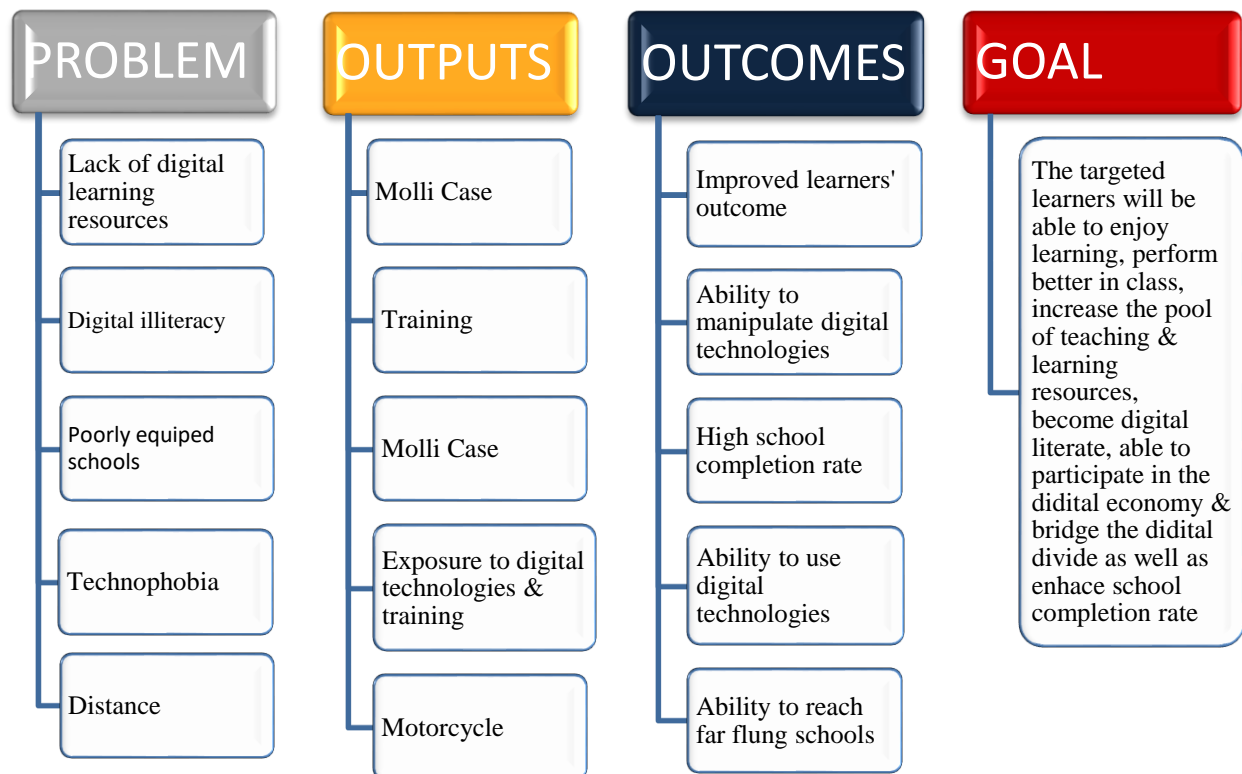 PROBLEM
Lack of digital
learning
resources
Digital illiteracy
Poorly equiped
schools
Technophobia
Distance
OUTPUTS
Molli Case
Training
Molli Case
Exposure to digital
technologies &
training
Motorcycle
OUTCOMES
Improved learners'
outcome
Ability to
manipulate digital
technologies
High school
completion rate
Ability to use
digital
technologies
Ability to reach
far flung schools
GOAL
The targeted
learners will be
able to enjoy
learning, perform
better in class,
increase the pool
of teaching &
learning
resources,
become digital
literate, able to
participate in the
didital economy &
bridge the didital
divide as well as
enhace school
completion rate